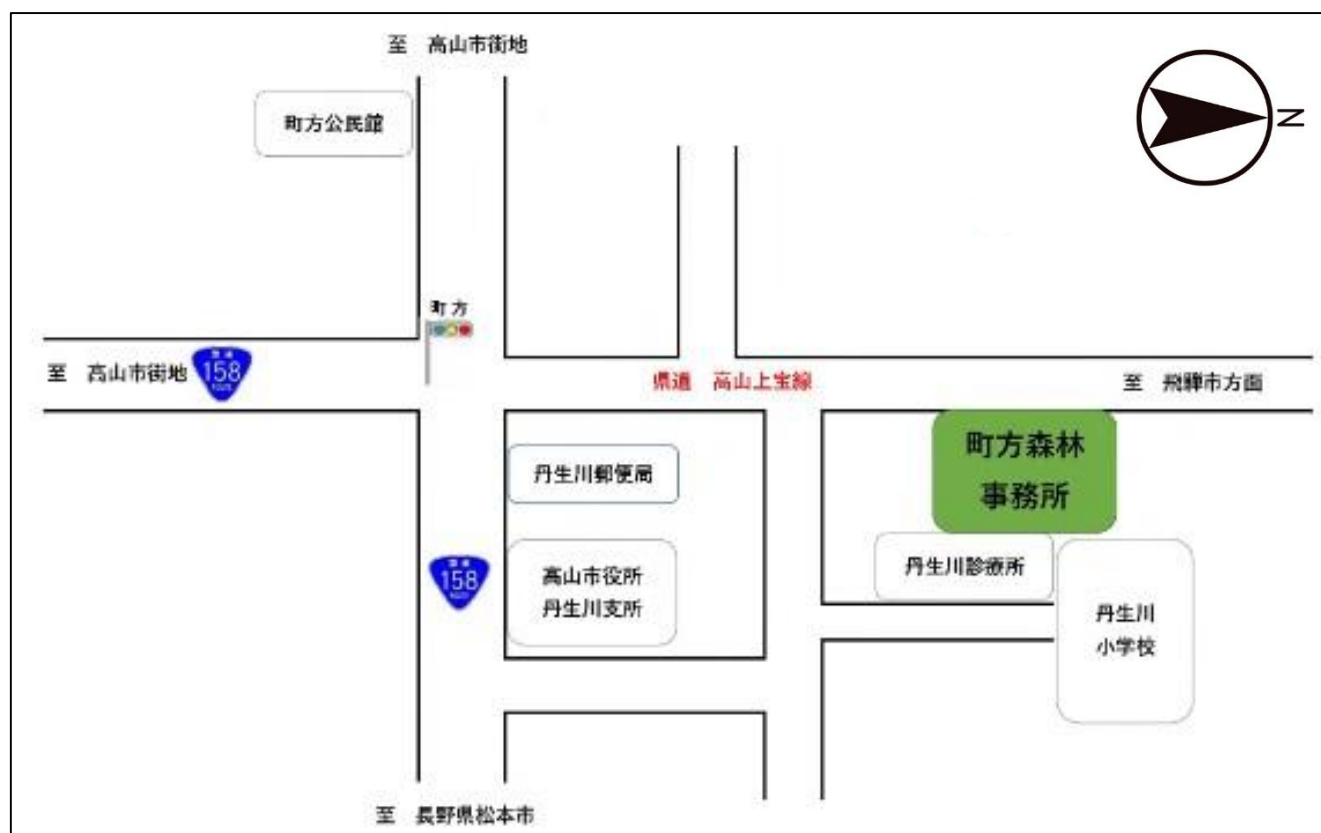 至 高山市街地
N
町方公民館
町方
至 高山市街地
158
県道 高山上宝線
至 飛騨市方面
町方森林
事務所
丹生川郵便局
158
高山市役所
丹生川支所
丹生川診療所
丹生川
小学校
至 長野県松本市